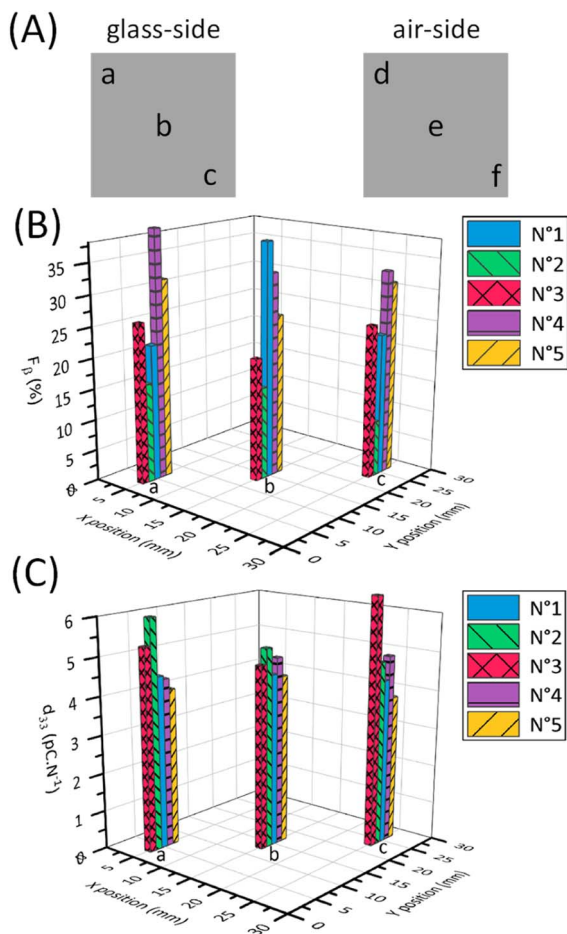 (A)
glass-side
air-side
a
b
c
d
e
f
(B)
35
30
25
20
15
10
5
0
F β (%)
a
b
c
0
5
10
15
20
25
30
X position (mm)
0
5
10
15
20
25
30
Y position (mm)
N°1
N°2
N°3
N°4
N°5
(C)
6
5
4
3
2
1
0
d33 (pC.N-1)
a
b
c
0
5
10
15
20
25
30
X position (mm)
0
5
10
15
20
25
30
Y position (mm)
N°1
N°2
N°3
N°4
N°5